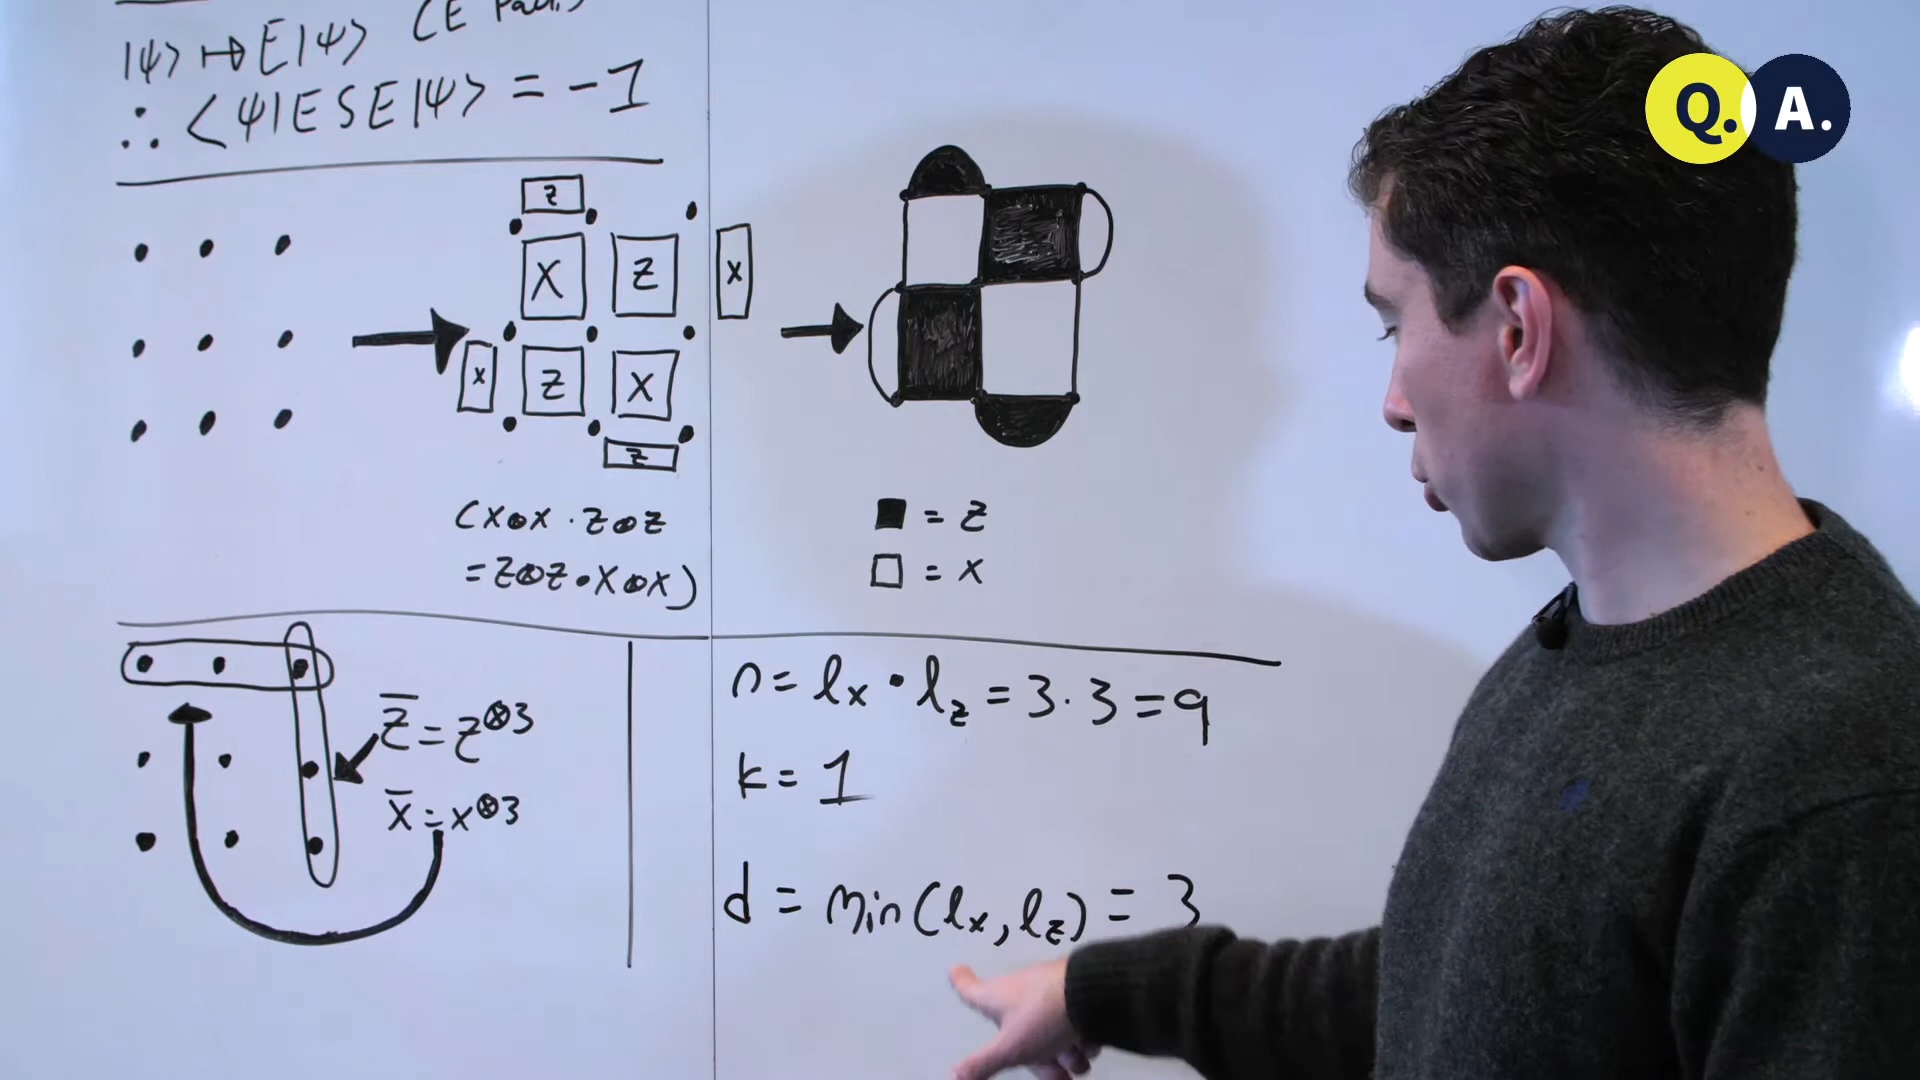 |ψ⟩ ↦ E|ψ⟩ (E
∴ ⟨ψ|ESE|ψ⟩ = -1
Q. A.
Z
X Z X
X Z X
Z
(X⊗X · Z⊗Z
= Z⊗Z • X⊗X)
■ = Z
□ = X
Z̅ = Z⊗3
X̅ = X⊗3
n = lx • lz = 3 · 3 = 9
k = 1
d = Min(lx, lz) = 3